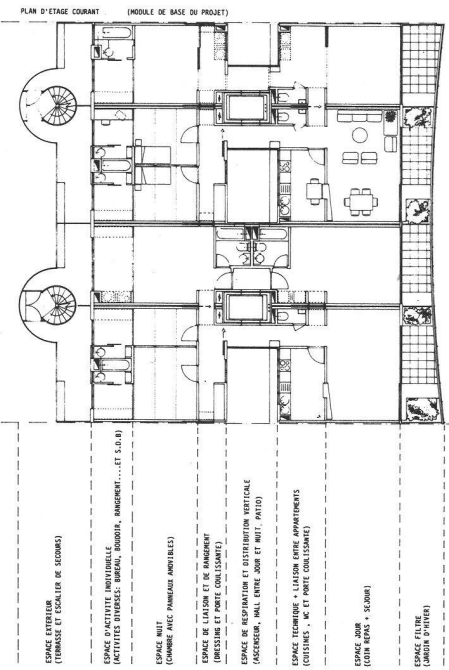 PLAN D'ETAGE COURANT (MODULE DE BASE DU PROJET)
ESPACE EXTERIEUR
(TERRASSE ET ESCALIER DE SECOURS)
ESPACE D'ACTIVITE INDIVIDUELLE
(ACTIVITES DIVERSES: BUREAU, BOUDOIR, RANGEMENT....ET S.D.B)
ESPACE NUIT
(CHAMBRE AVEC PANNEAUX AMOVIBLES)
ESPACE DE LIAISON ET DE RANGEMENT
(DRESSING ET PORTE COULISSANTE)
ESPACE DE RESPIRATION ET DISTRIBUTION VERTICALE
(ASCENSEUR, HALL ENTRE JOUR ET NUIT. PATIO)
ESPACE TECHNIQUE + LIAISON ENTRE APPARTEMENTS
(CUISINES , WC ET PORTE COULISSANTE)
ESPACE JOUR
(COIN REPAS + SEJOUR)
ESPACE FILTRE
(JARDIN D'HIVER)